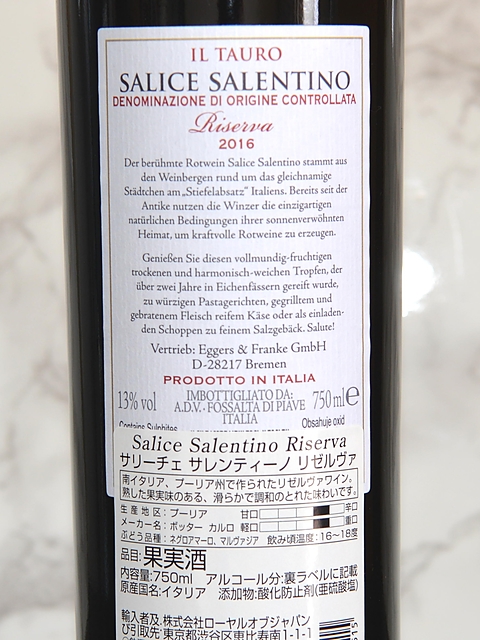 IL TAURO
SALICE SALENTINO
DENOMINAZIONE DI ORIGINE CONTROLLATA
Riserva
2016
Der berühmte Rotwein Salice Salentino stammt aus
den Weinbergen rund um das gleichnamige
Städtchen am „Stiefelabsatz" Italiens. Bereits seit der
Antike nutzen die Winzer die einzigartigen
natürlichen Bedingungen ihrer sonnenverwöhnten
Heimat, um kraftvolle Rotweine zu erzeugen.
Genießen Sie diesen vollmundig-fruchtigen
trockenen und harmonisch-weichen Tropfen, der
über zwei Jahre in Eichenfässern gereift wurde,
zu würzigen Pastagerichten, gegrilltem und
gebratenem Fleisch reifem Käse oder als einladen-
den Schoppen zu feinem Salzgebäck. Salute!
Vertrieb: Eggers & Franke GmbH
D-28217 Bremen
PRODOTTO IN ITALIA
13% vol IMBOTTIGLIATO DA: 750 ml e
A.D.V. · FOSSALTA DI PIAVE
ITALIA
Contains Sulphites Obsahuje oxid
Salice Salentino Riserva
サリーチェ サレンティーノ リゼルヴァ
南イタリア、プーリア州で作られたリゼルヴァワイン。
熟した果実味のある、滑らかで調和のとれた味わいです。
生産地区:プーリア 甘口 辛口
メーカー名:ボッター カルロ 軽口 重口
ぶどう品種:ネグロアマーロ、マルヴァジア 飲み頃温度:16~18度
品目:果実酒
内容量:750ml アルコール分:裏ラベルに記載
原産国名:イタリア 添加物:酸化防止剤(亜硫酸塩)
輸入者及び株式会社ローヤルオブジャパン
引取先:東京都渋谷区東比寿南1-1-1